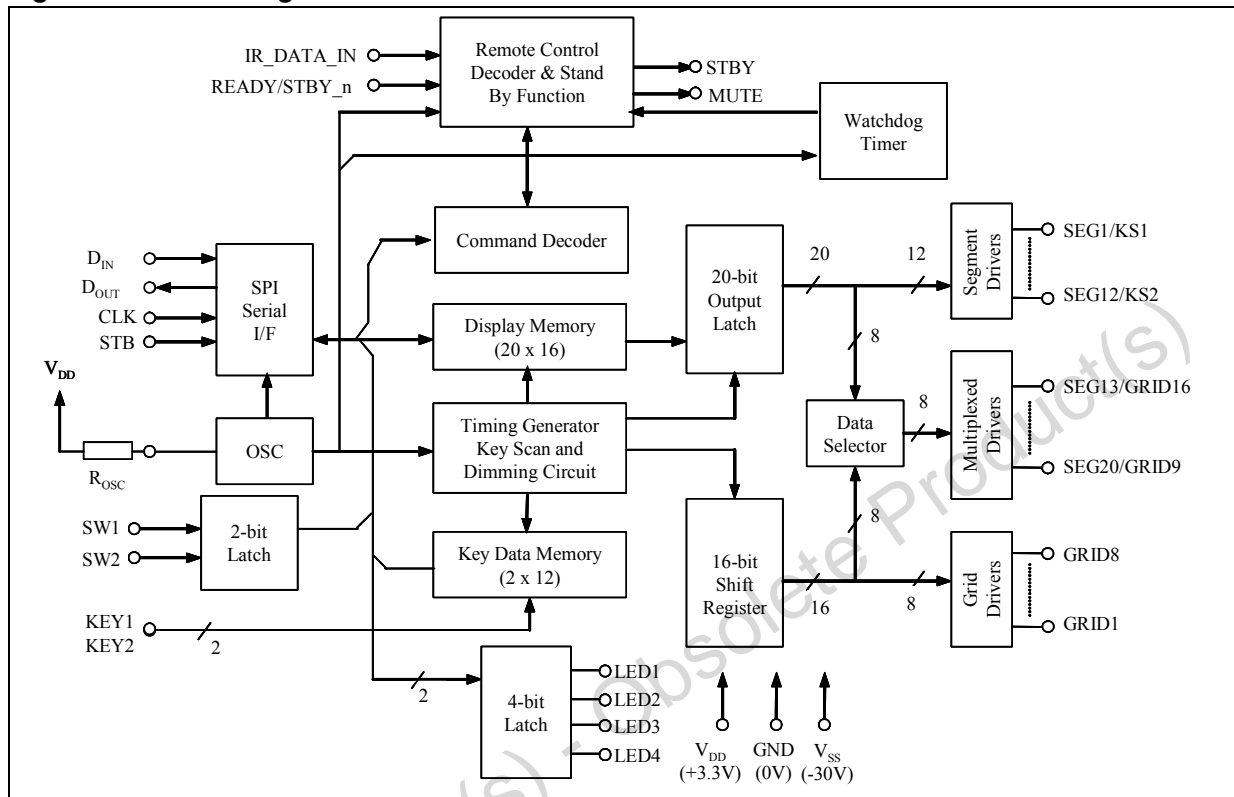 IR_DATA_IN
READY/STBY_n
Remote Control
Decoder & Stand
By Function
STBY
MUTE
Watchdog
Timer
Command Decoder
D_IN
D_OUT
CLK
STB
SPI
Serial
I/F
Display Memory
(20 x 16)
20-bit
Output
Latch
20
12
8
Segment
Drivers
SEG1/KS1
SEG12/KS2
V_DD
R_OSC
OSC
Timing Generator
Key Scan and
Dimming Circuit
Data
Selector
8
8
Multiplexed
Drivers
SEG13/GRID16
SEG20/GRID9
SW1
SW2
2-bit
Latch
Key Data Memory
(2 x 12)
16-bit
Shift
Register
16
8
Grid
Drivers
GRID8
GRID1
KEY1
KEY2
2
2
4-bit
Latch
LED1
LED2
LED3
LED4
V_DD
(+3.3V)
GND
(0V)
V_SS
(-30V)
(s) - Obsolete Product(s)